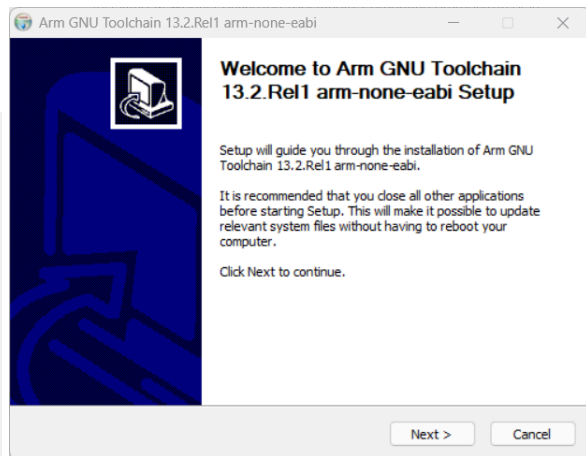 Arm GNU Toolchain 13.2.Rel1 arm-none-eabi
Welcome to Arm GNU Toolchain
13.2.Rel1 arm-none-eabi Setup
Setup will guide you through the installation of Arm GNU
Toolchain 13.2.Rel1 arm-none-eabi.
It is recommended that you close all other applications
before starting Setup. This will make it possible to update
relevant system files without having to reboot your
computer.
Click Next to continue.
Next >
Cancel